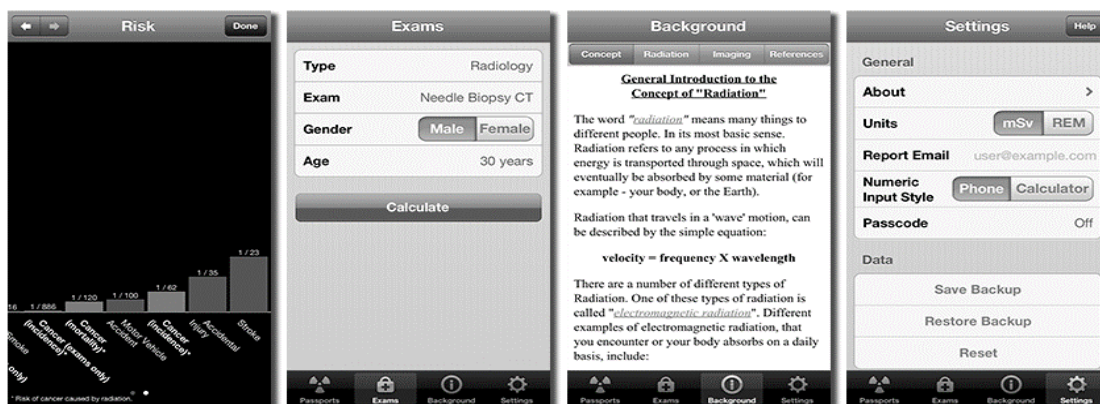 Risk
Done
1 / 886
1 / 120
1 / 100
1 / 62
1 / 35
1 / 23
Smoke
only)
Cancer (exams only)
(incidence)*
Cancer
(mortality)*
Motor Vehicle
Accident
Cancer
(incidence)*
Accidental
Injury
Stroke
* Risk of cancer caused by radiation.
Exams
Type Radiology
Exam Needle Biopsy CT
Gender Male Female
Age 30 years
Calculate
Passports Exams Background Settings
Background
Concept Radiation Imaging References
General Introduction to the
Concept of "Radiation"
The word "radiation" means many things to
different people. In its most basic sense.
Radiation refers to any process in which
energy is transported through space, which will
eventually be absorbed by some material (for
example - your body, or the Earth).
Radiation that travels in a 'wave' motion, can
be described by the simple equation:
velocity = frequency X wavelength
There are a number of different types of
Radiation. One of these types of radiation is
called "electromagnetic radiation". Different
examples of electromagnetic radiation, that
you encounter or your body absorbs on a daily
basis, include:
Passports Exams Background Settings
Settings
Help
General
About
Units mSv REM
Report Email user@example.com
Numeric
Input Style Phone Calculator
Passcode Off
Data
Save Backup
Restore Backup
Reset
Passports Exams Background Settings